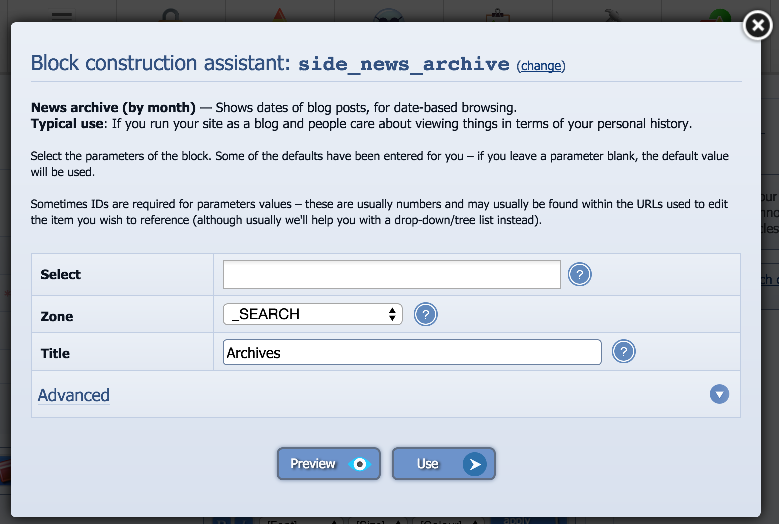 Block construction assistant: side_news_archive (change)
News archive (by month) — Shows dates of blog posts, for date-based browsing.
Typical use: If you run your site as a blog and people care about viewing things in terms of your personal history.
Select the parameters of the block. Some of the defaults have been entered for you – if you leave a parameter blank, the default value
will be used.
Sometimes IDs are required for parameters values – these are usually numbers and may usually be found within the URLs used to edit
the item you wish to reference (although usually we'll help you with a drop-down/tree list instead).
Select ?
Zone _SEARCH ?
Title Archives ?
Advanced
Preview Use